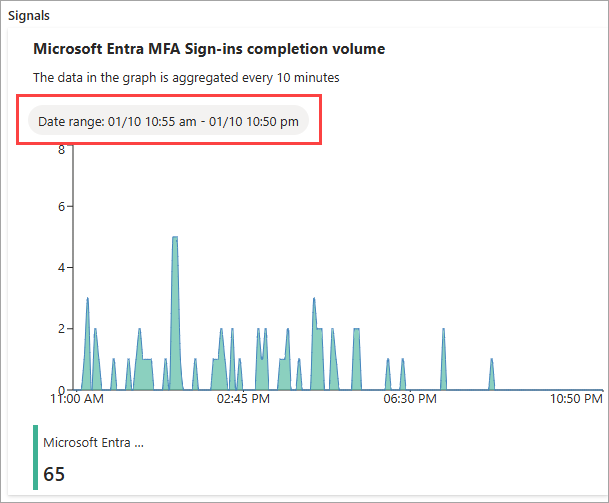 Signals
Microsoft Entra MFA Sign-ins completion volume
The data in the graph is aggregated every 10 minutes
Date range: 01/10 10:55 am - 01/10 10:50 pm
8
6
4
2
0
11:00 AM 02:45 PM 06:30 PM 10:50 PM
Microsoft Entra ...
65